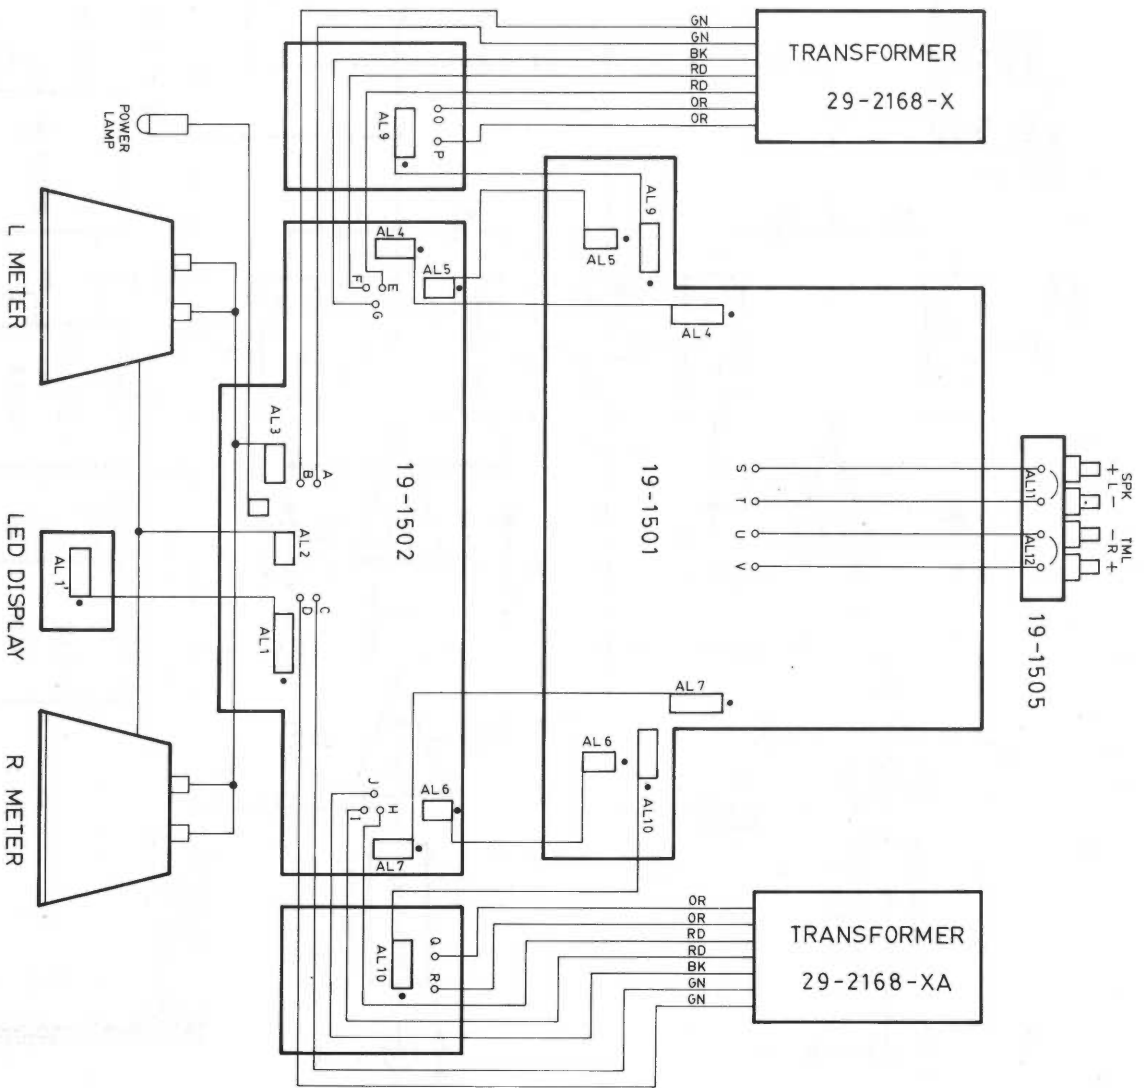 GN
GN
BK
RD
RD
OR
OR
TRANSFORMER
29-2168-X
POWER
LAMP
AL9
O
P
AL9
AL5
AL4
L METER
AL4
AL5
F
E
G
AL3
B
A
19-1502
19-1501
S
T
U
V
SPK
TML
+ L -
- R +
AL11
AL12
19-1505
AL2
LED DISPLAY
AL1'
D
C
AL1
R METER
AL7
AL6
AL10
J
I
H
AL6
AL7
AL10
Q
R
OR
OR
RD
RD
BK
GN
GN
TRANSFORMER
29-2168-XA